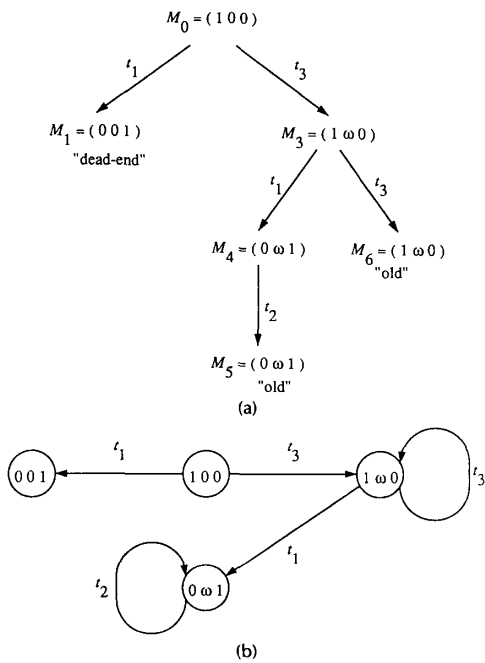 M0 = (1 0 0)
t1
t3
M1 = (0 0 1)
"dead-end"
M3 = (1 ω 0)
t1
t3
M4 = (0 ω 1)
M6 = (1 ω 0)
"old"
t2
M5 = (0 ω 1)
"old"
(a)
0 0 1
t1
1 0 0
t3
1 ω 0
t3
t1
t2
0 ω 1
(b)